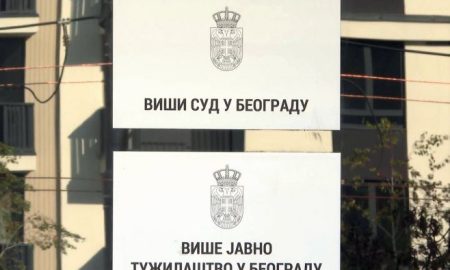 ВИШИ СУД У БЕОГРАДУ
ВИШЕ ЈАВНО
ТУЖИЛАШТВО У БЕОГРАДУ